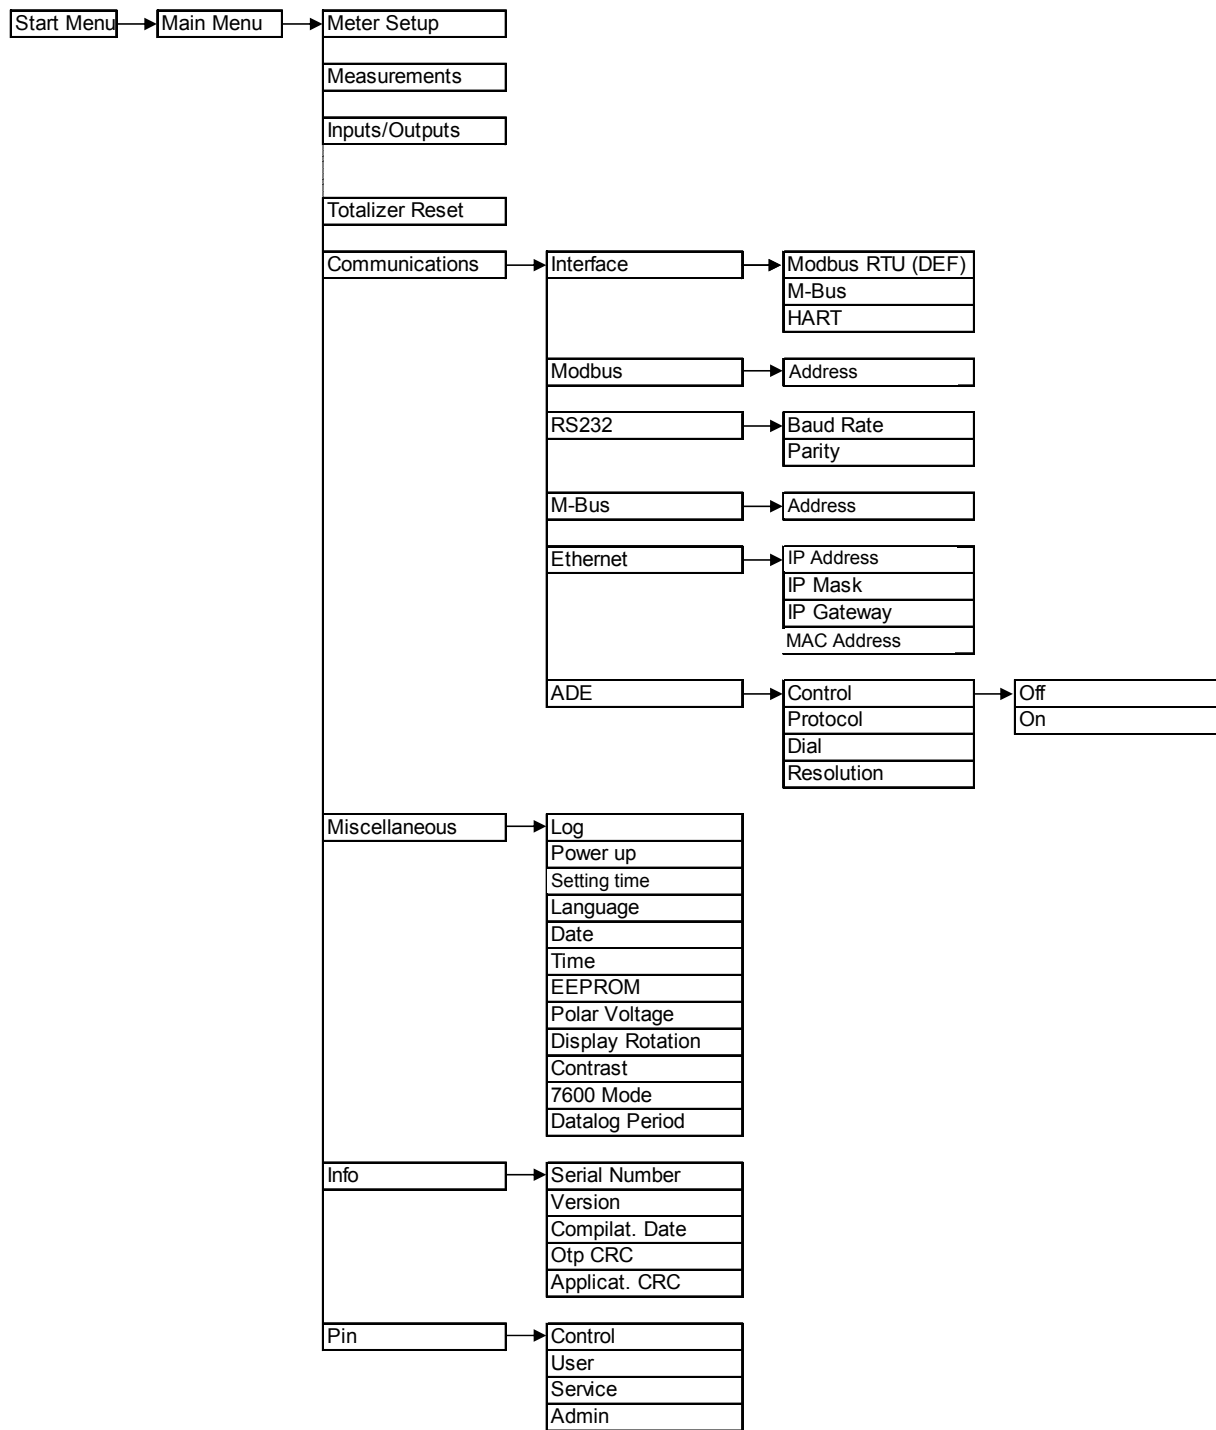 Start Menu
Main Menu
Meter Setup
Measurements
Inputs/Outputs
Totalizer Reset
Communications
Interface
Modbus RTU (DEF)
M-Bus
HART
Modbus
Address
RS232
Baud Rate
Parity
M-Bus
Address
Ethernet
IP Address
IP Mask
IP Gateway
MAC Address
ADE
Control
Off
Protocol
On
Dial
Resolution
Miscellaneous
Log
Power up
Setting time
Language
Date
Time
EEPROM
Polar Voltage
Display Rotation
Contrast
7600 Mode
Datalog Period
Info
Serial Number
Version
Compilat. Date
Otp CRC
Applicat. CRC
Pin
Control
User
Service
Admin